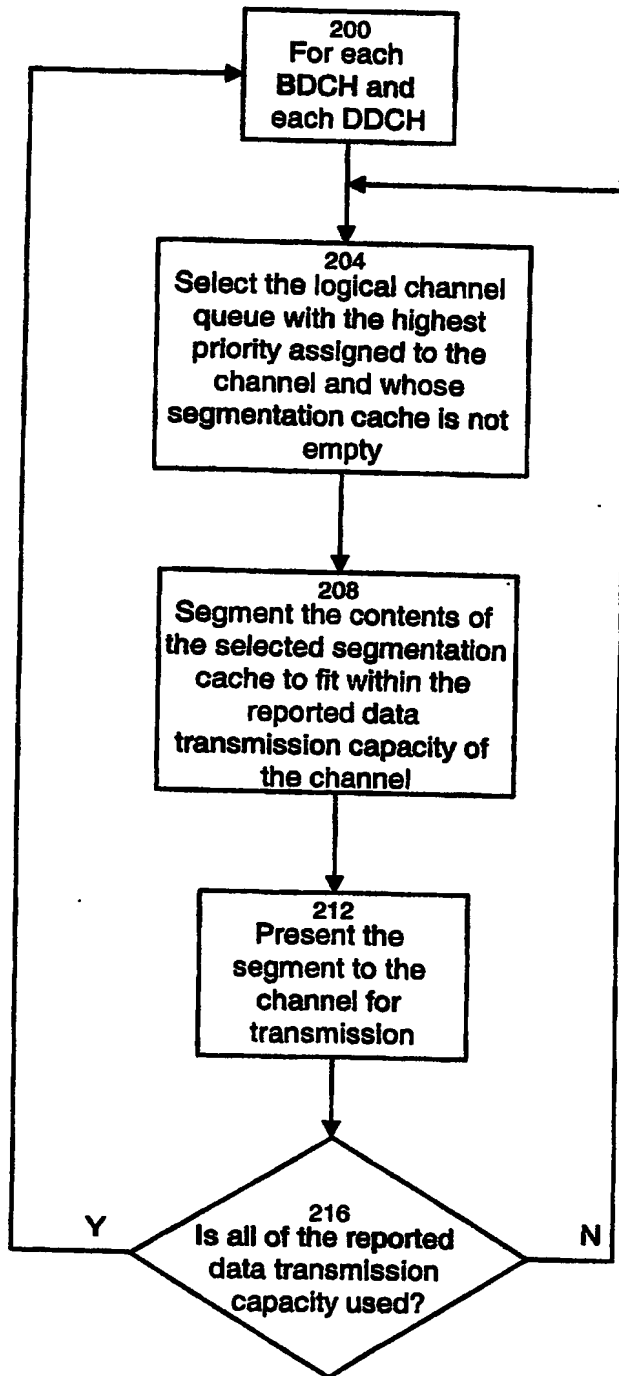 200
For each
BDCH and
each DDCH
204
Select the logical channel
queue with the highest
priority assigned to the
channel and whose
segmentation cache is not
empty
208
Segment the contents of
the selected segmentation
cache to fit within the
reported data
transmission capacity of
the channel
212
Present the
segment to the
channel for
transmission
216
Y
Is all of the reported
N
data transmission
capacity used?